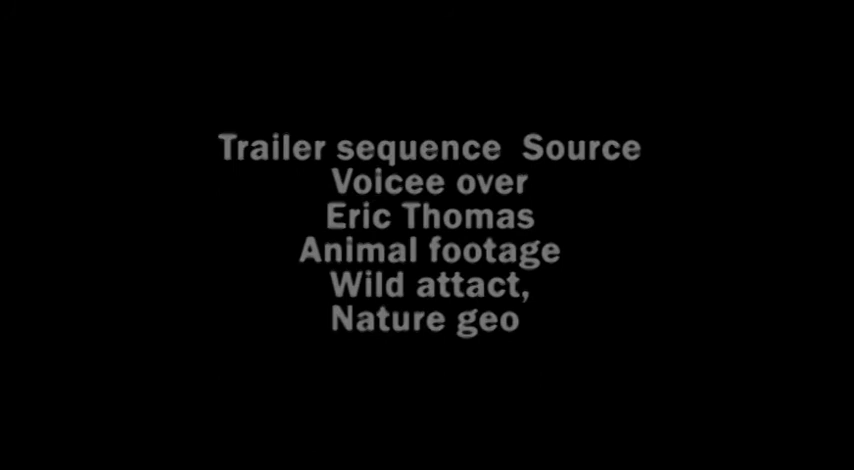 Trailer sequence  Source
Voicee over
Eric Thomas
Animal footage
Wild attact,
Nature geo